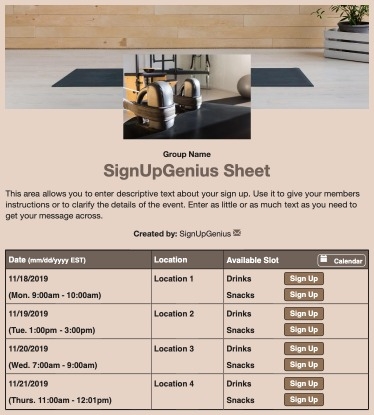 Group Name
SignUpGenius Sheet
This area allows you to enter descriptive text about your sign up. Use it to give your members
instructions or to clarify the details of the event. Enter as little or as much text as you need to
get your message across.
Created by: SignUpGenius
Date (mm/dd/yyyy EST) Location Available Slot Calendar
11/18/2019 Location 1 Drinks Sign Up
(Mon. 9:00am - 10:00am) Snacks Sign Up
11/19/2019 Location 2 Drinks Sign Up
(Tue. 1:00pm - 3:00pm) Snacks Sign Up
11/20/2019 Location 3 Drinks Sign Up
(Wed. 7:00am - 9:00am) Snacks Sign Up
11/21/2019 Location 4 Drinks Sign Up
(Thurs. 11:00am - 12:01pm) Snacks Sign Up